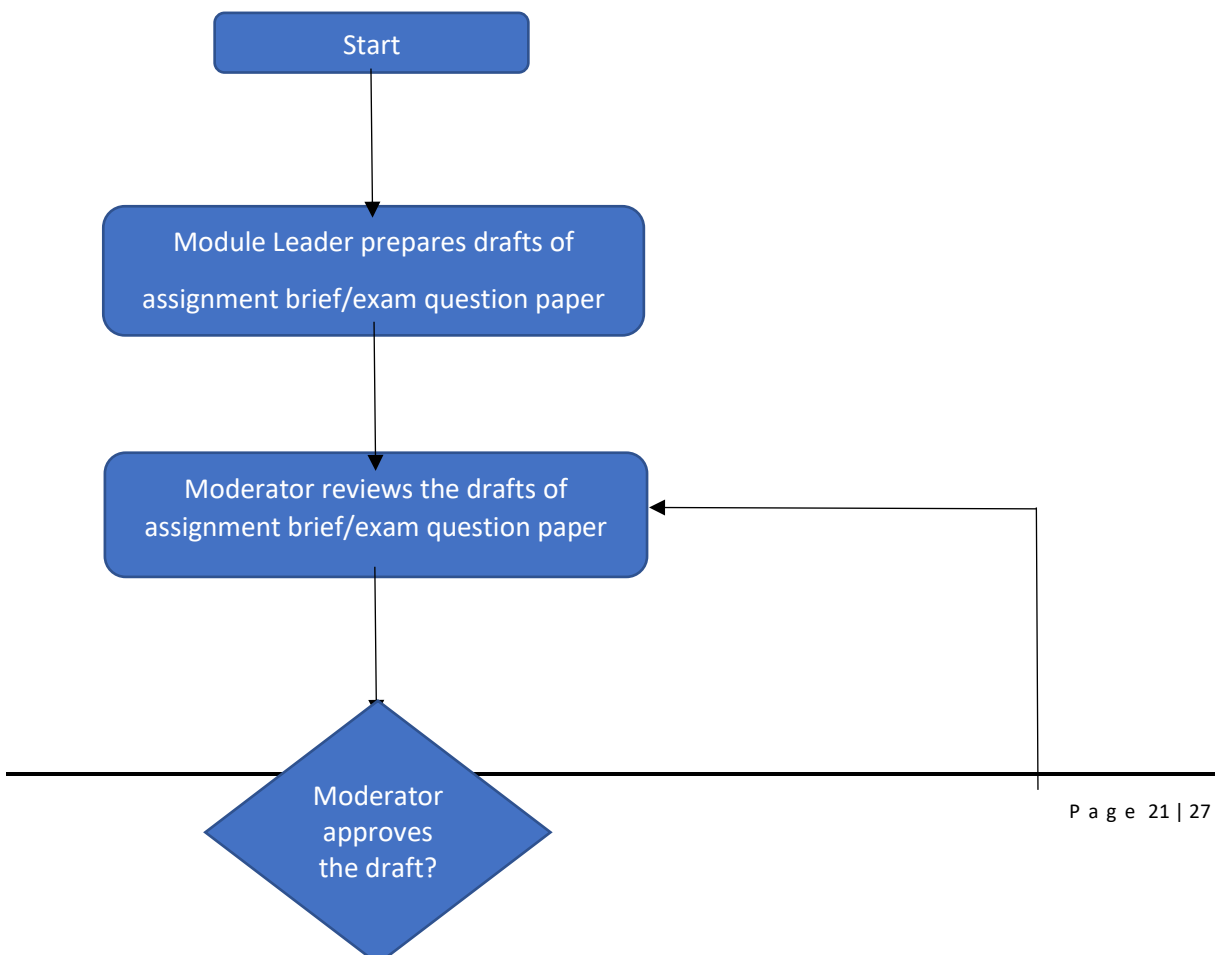 Start
Module Leader prepares drafts of
assignment brief/exam question paper
Moderator reviews the drafts of
assignment brief/exam question paper
Moderator
approves
the draft?
Page 21 | 27